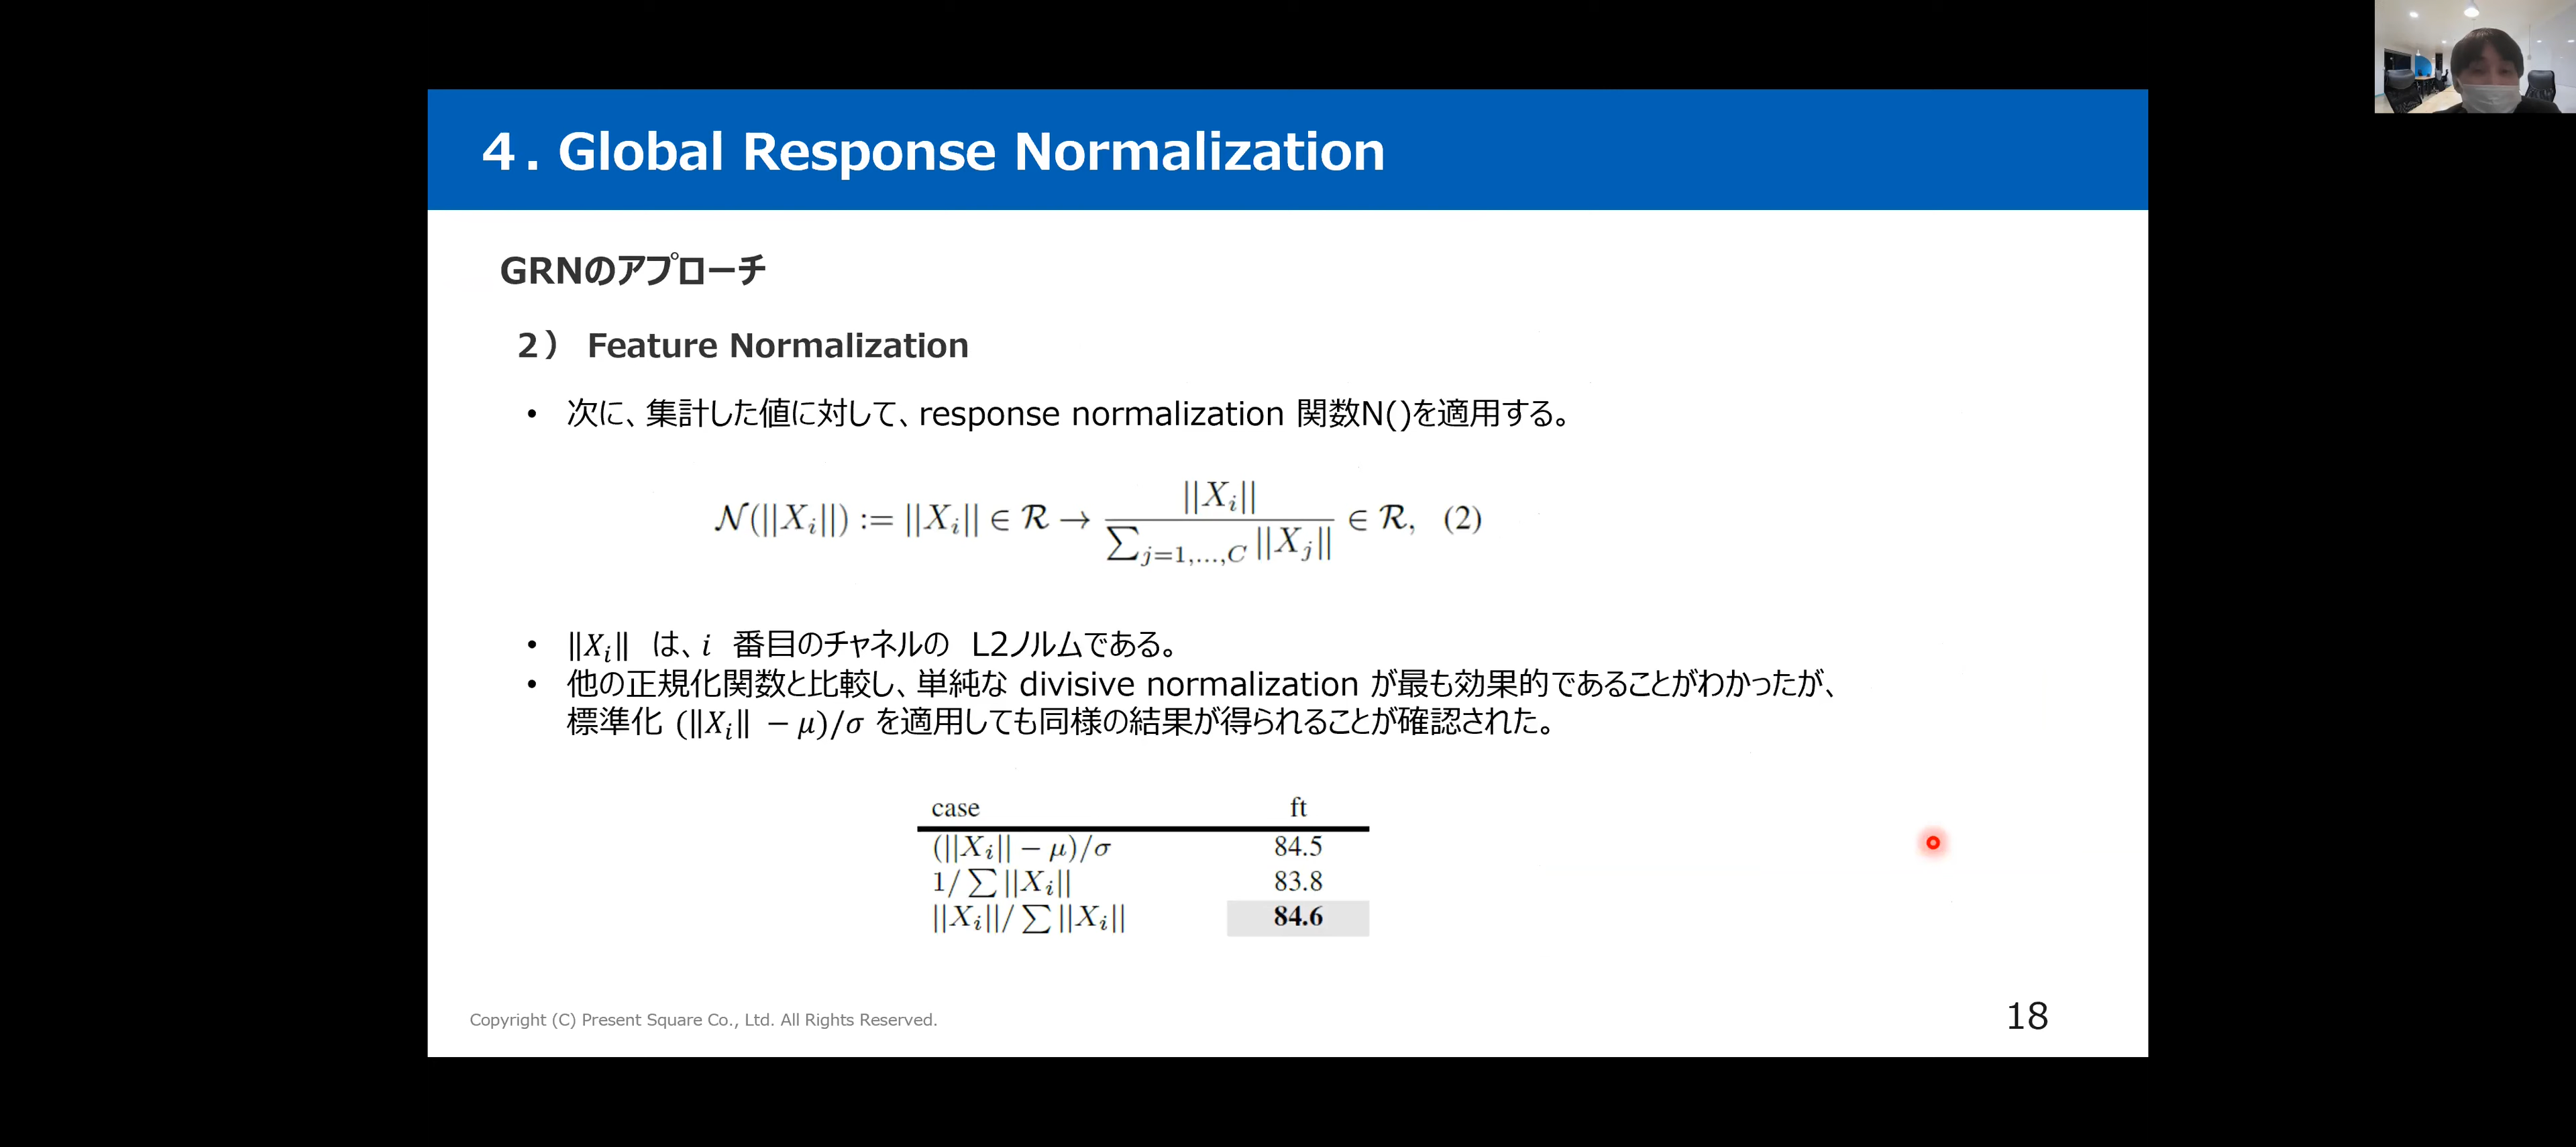 ４．Global Response Normalization
GRNのアプローチ
２） Feature Normalization
• 次に、集計した値に対して、response normalization 関数N()を適用する。
𝒩(||X_i||) := ||X_i|| ∈ ℛ → ||X_i|| / ∑_{j=1,...,C} ||X_j|| ∈ ℛ, (2)
• ‖X_i‖ は、i 番目のチャネルの L2ノルムである。
• 他の正規化関数と比較し、単純な divisive normalization が最も効果的であることがわかったが、
標準化 (‖X_i‖ − μ)/σ を適用しても同様の結果が得られることが確認された。
case ft
(||X_i|| − μ)/σ 84.5
1/∑||X_i|| 83.8
||X_i||/∑||X_i|| 84.6
Copyright (C) Present Square Co., Ltd. All Rights Reserved.
18